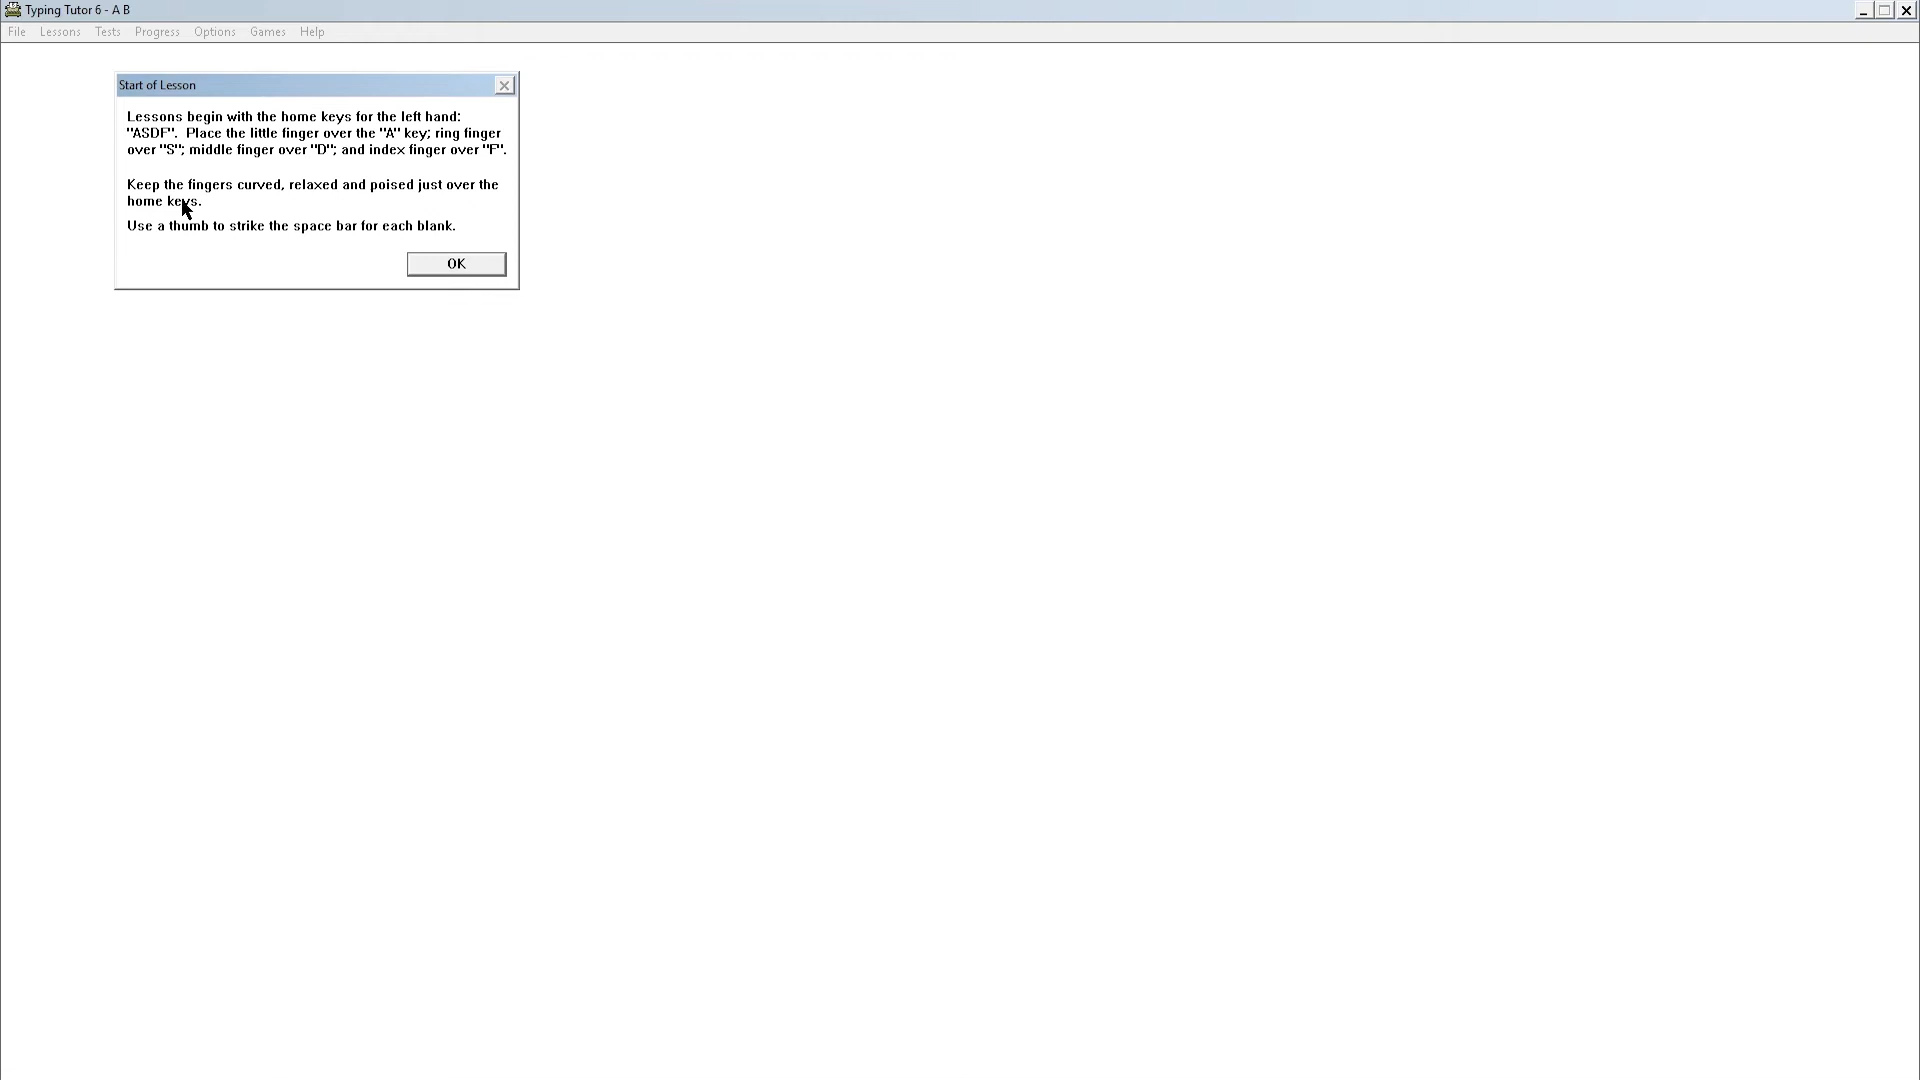 Typing Tutor 6 - A B
File Lessons Tests Progress Options Games Help
Start of Lesson
Lessons begin with the home keys for the left hand:
"ASDF".  Place the little finger over the "A" key; ring finger
over "S"; middle finger over "D"; and index finger over "F".
Keep the fingers curved, relaxed and poised just over the
home keys.
Use a thumb to strike the space bar for each blank.
OK